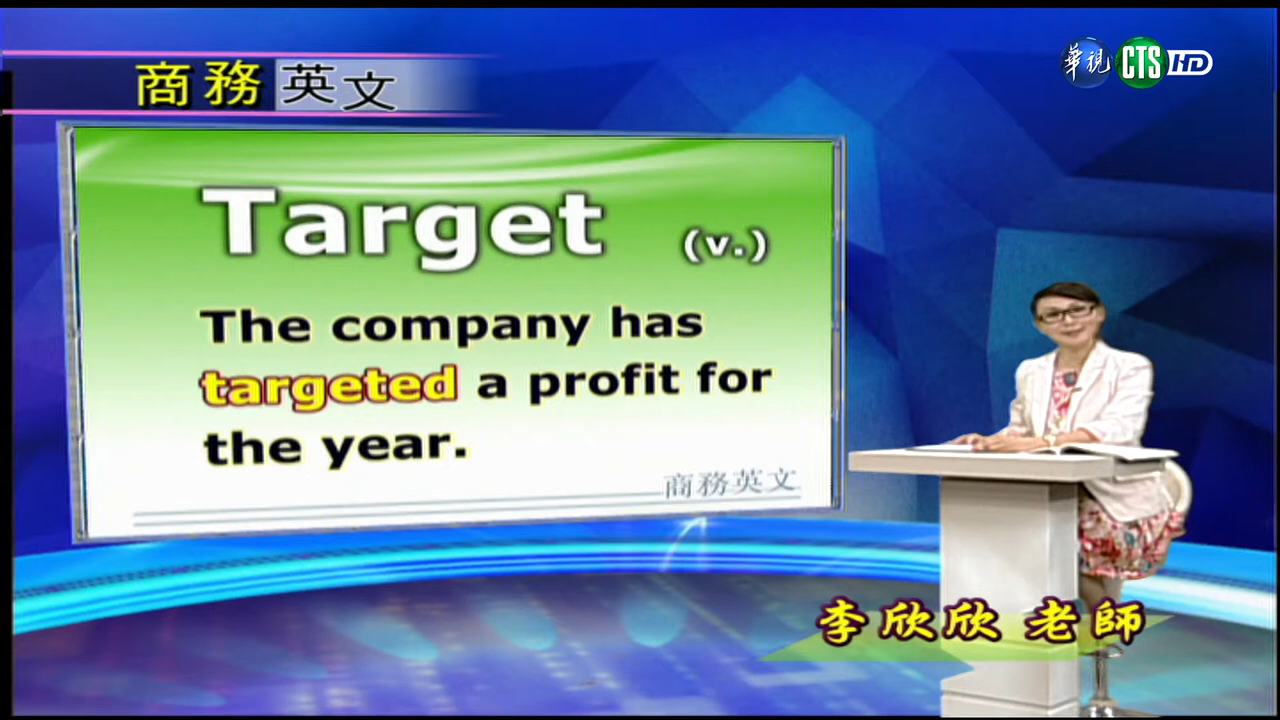 商務英文
華視 CTS HD
Target (v.)
The company has
targeted a profit for
the year.
商務英文
李欣欣 老師